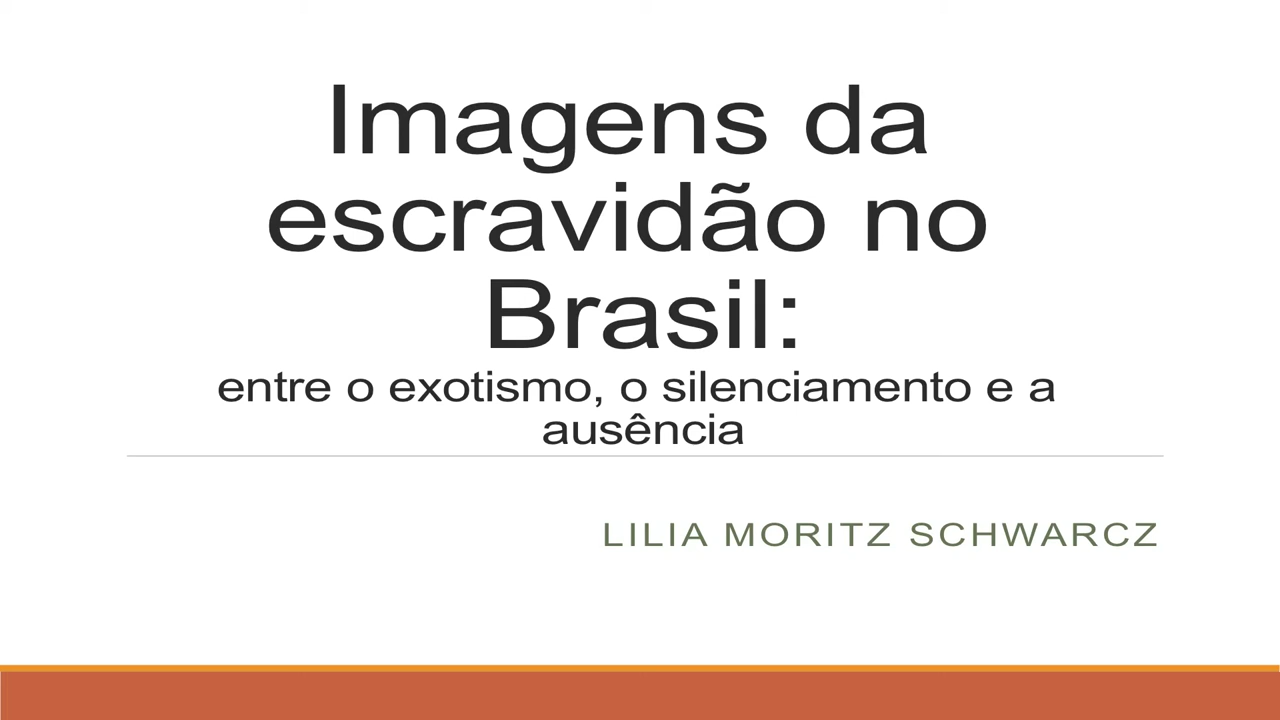 Imagens da
escravidão no
Brasil:
entre o exotismo, o silenciamento e a
ausência
LILIA MORITZ SCHWARCZ